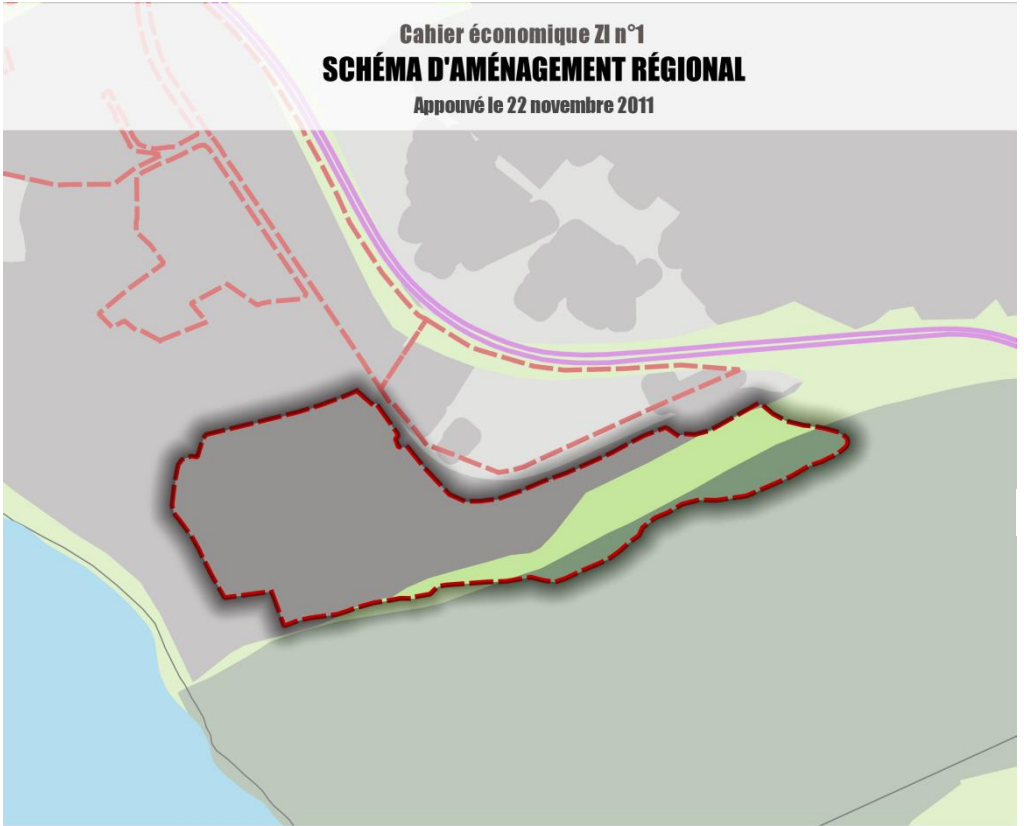 Cahier économique ZI n°1
SCHÉMA D'AMÉNAGEMENT RÉGIONAL
Appouvé le 22 novembre 2011